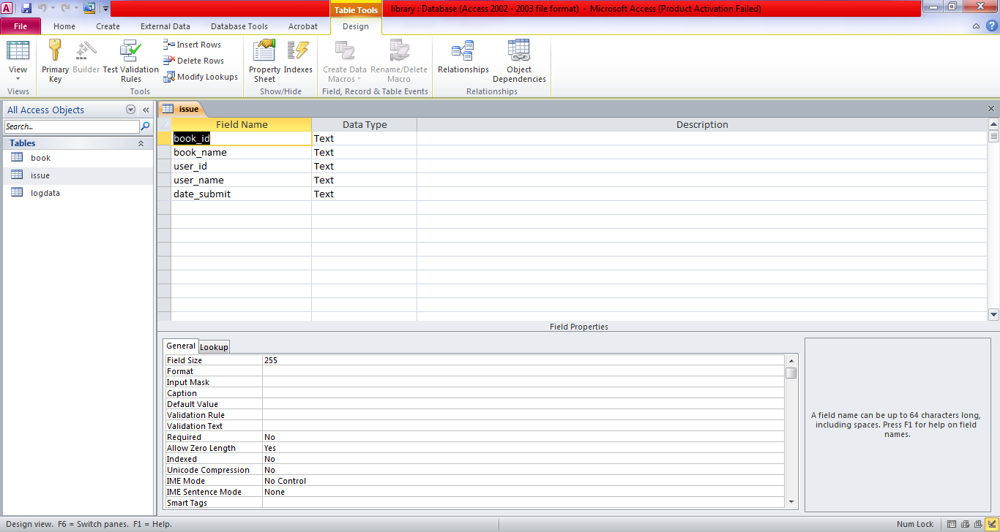 Table Tools
library : Database (Access 2002 - 2003 file format) - Microsoft Access (Product Activation Failed)
File Home Create External Data Database Tools Acrobat Design
View
Primary Key
Builder
Test Validation Rules
Insert Rows
Delete Rows
Modify Lookups
Property Sheet
Indexes
Create Data Macros
Rename/Delete Macro
Relationships
Object Dependencies
Views Tools Show/Hide Field, Record & Table Events Relationships
All Access Objects
Search...
Tables
book
issue
logdata
issue
Field Name Data Type Description
book_id Text
book_name Text
user_id Text
user_name Text
date_submit Text
Field Properties
General Lookup
Field Size 255
Format
Input Mask
Caption
Default Value
Validation Rule
Validation Text
Required No
Allow Zero Length Yes
Indexed No
Unicode Compression No
IME Mode No Control
IME Sentence Mode None
Smart Tags
A field name can be up to 64 characters long,
including spaces. Press F1 for help on field
names.
Design view. F6 = Switch panes. F1 = Help.
Num Lock